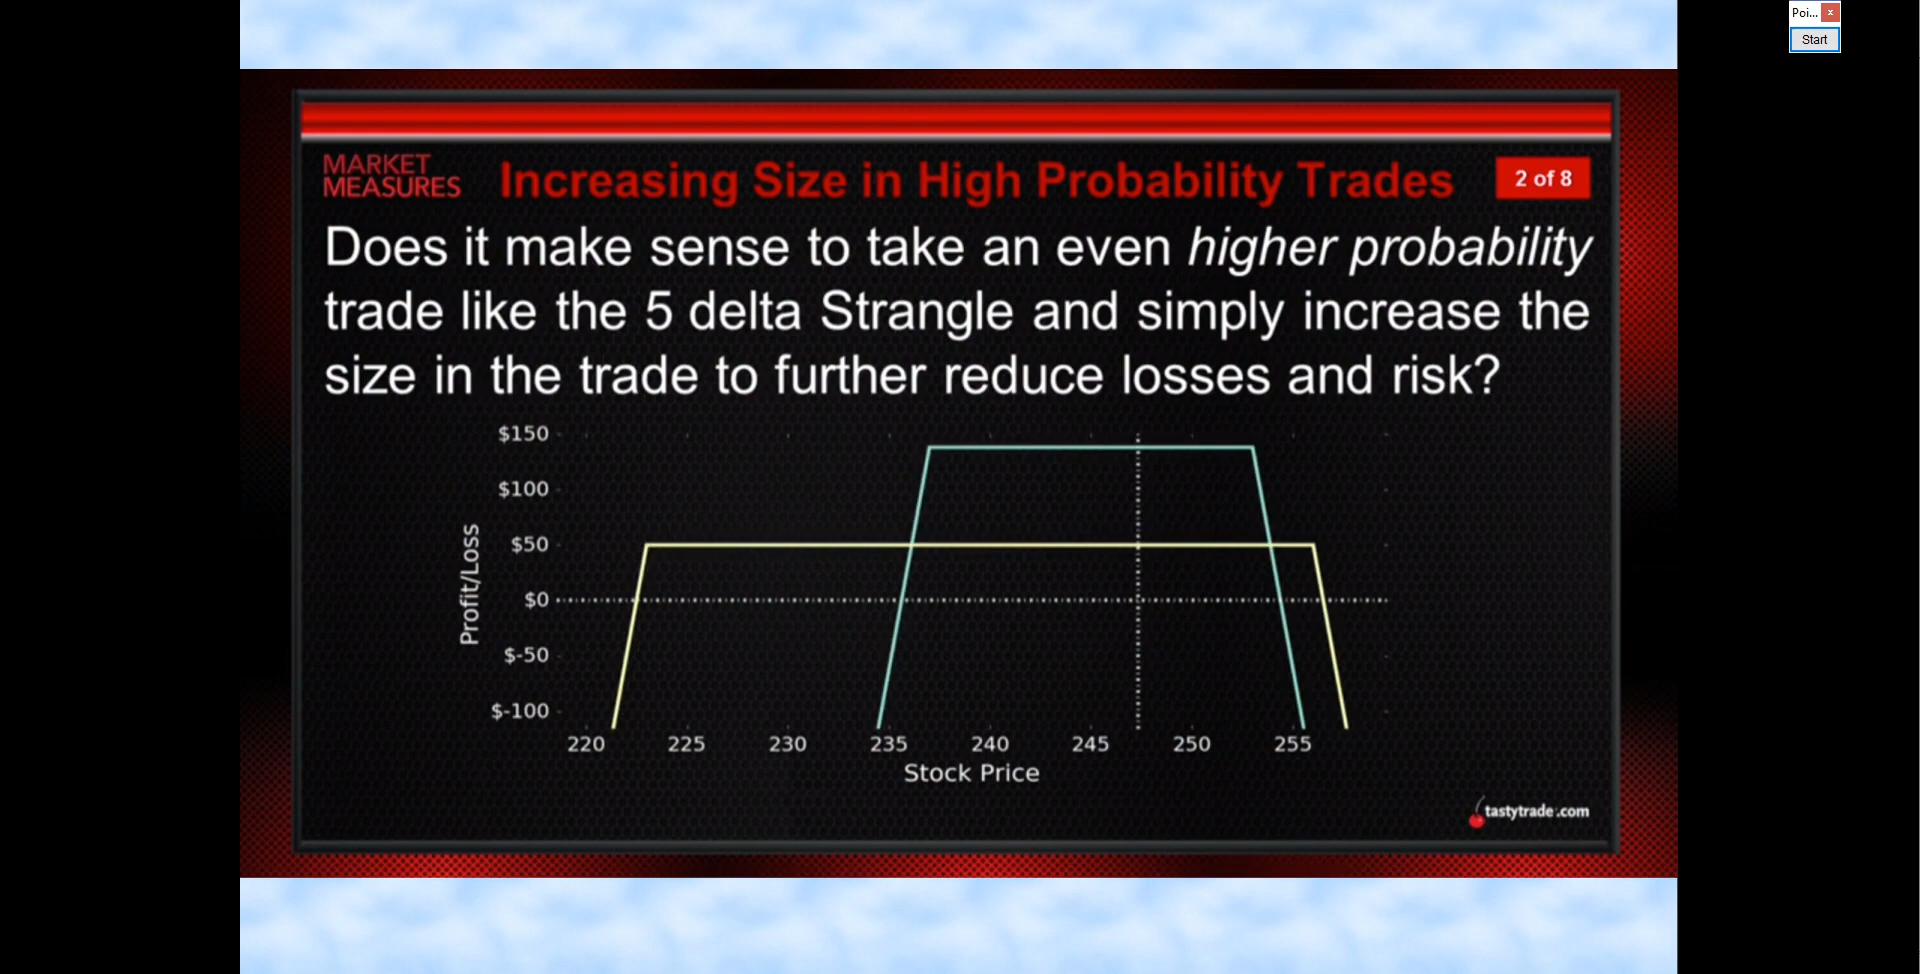 Poi...
x
Start
MARKET
MEASURES
Increasing Size in High Probability Trades
2 of 8
Does it make sense to take an even higher probability
trade like the 5 delta Strangle and simply increase the
size in the trade to further reduce losses and risk?
$150
$100
$50
$0
$-50
$-100
Profit/Loss
220 225 230 235 240 245 250 255
Stock Price
tastytrade.com